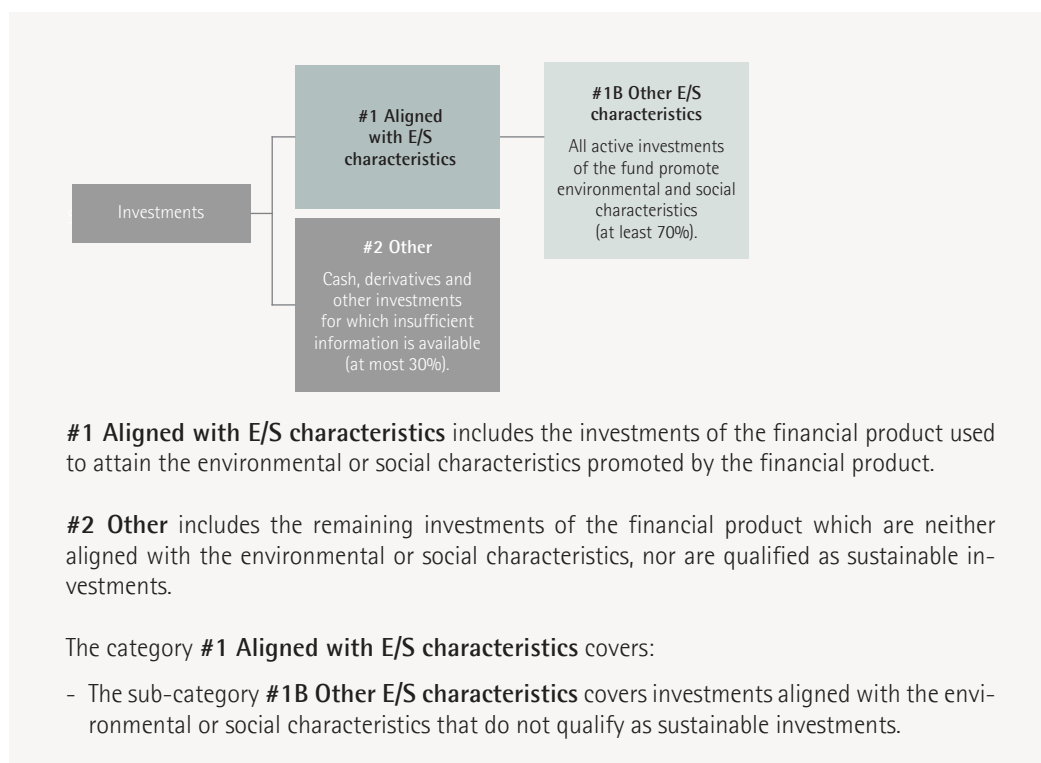 #1 Aligned
with E/S
characteristics
#1B Other E/S
characteristics
All active investments
of the fund promote
environmental and social
characteristics
(at least 70%).
Investments
#2 Other
Cash, derivatives and
other investments
for which insufficient
information is available
(at most 30%).
#1 Aligned with E/S characteristics includes the investments of the financial product used
to attain the environmental or social characteristics promoted by the financial product.
#2 Other includes the remaining investments of the financial product which are neither
aligned with the environmental or social characteristics, nor are qualified as sustainable in-
vestments.
The category #1 Aligned with E/S characteristics covers:
- The sub-category #1B Other E/S characteristics covers investments aligned with the envi-
ronmental or social characteristics that do not qualify as sustainable investments.